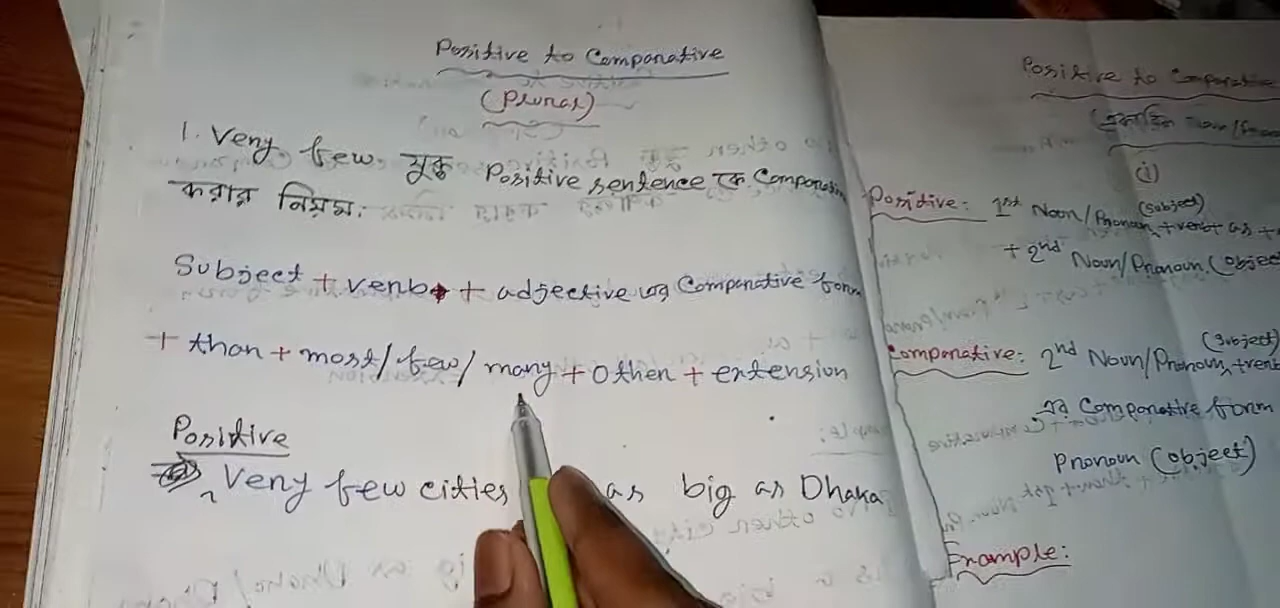 Positive to Comparative
(Plural)
1. Very few যুক্ত Positive sentence কে Comparative
করার নিয়ম:
Subject + verb + adjective এর Comparative form
+ than + most/few/many + other + extension
Positive
Very few cities as big as Dhaka
Positive to Comparative
(i)
Positive: 1st Noun/Pronoun (Subject) + verb + as +
+ 2nd Noun/Pronoun (object
Comparative: 2nd Noun/Pronoun (Subject) + verb
এর Comparative form
Pronoun (object)
Example: